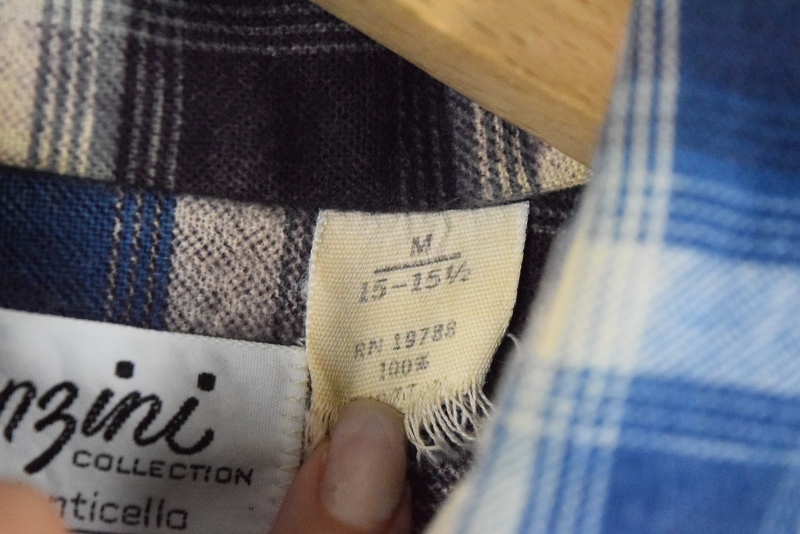 M
15-15½
RN 19788
100%
nzini
COLLECTION
nticello